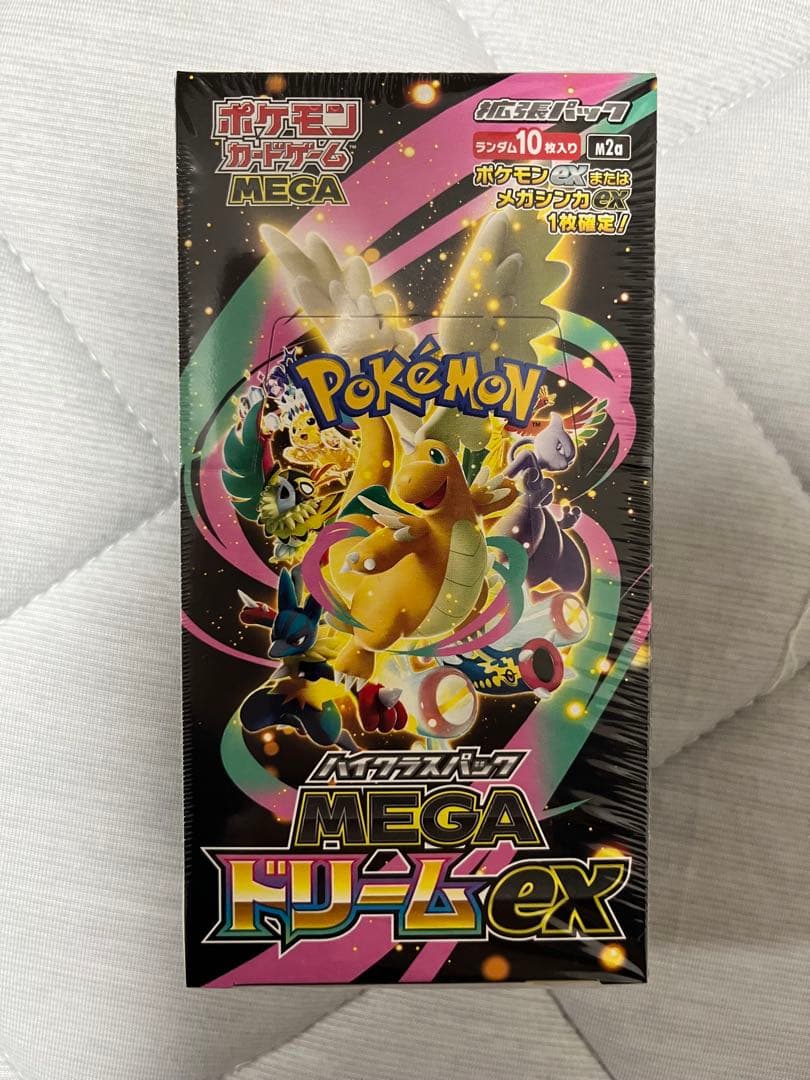 ポケモン
カードゲーム™
MEGA
拡張パック
ランダム10枚入り
M2a
ポケモンexまたは
メガシンカex
1枚確定!
POKéMON
™
ハイクラスパック
MEGA
ドリームex